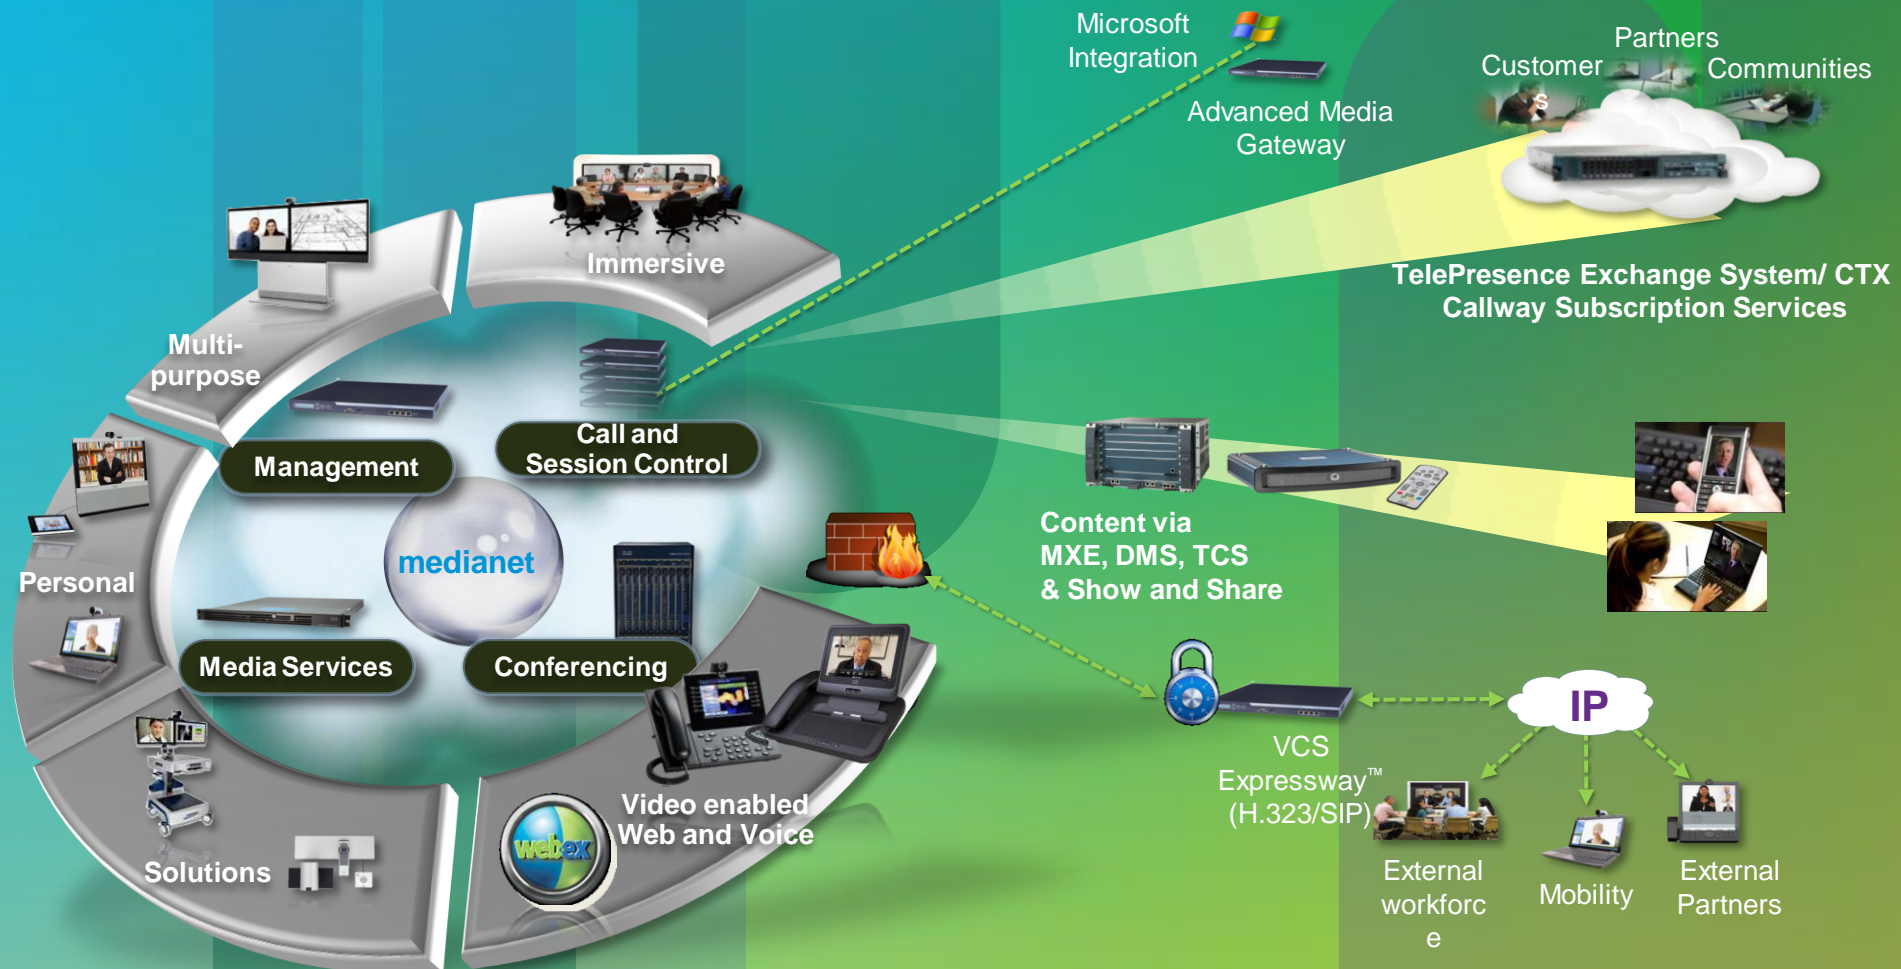 Microsoft
Integration
Advanced Media
Gateway
Partners
Customer
s
Communities
TelePresence Exchange System/ CTX
Callway Subscription Services
Immersive
Multi-
purpose
Call and
Session Control
Management
medianet
Personal
Media Services
Conferencing
Content via
MXE, DMS, TCS
& Show and Share
IP
VCS
Expressway™
(H.323/SIP)
Video enabled
Web and Voice
webex
Solutions
External
workforc
e
Mobility
External
Partners